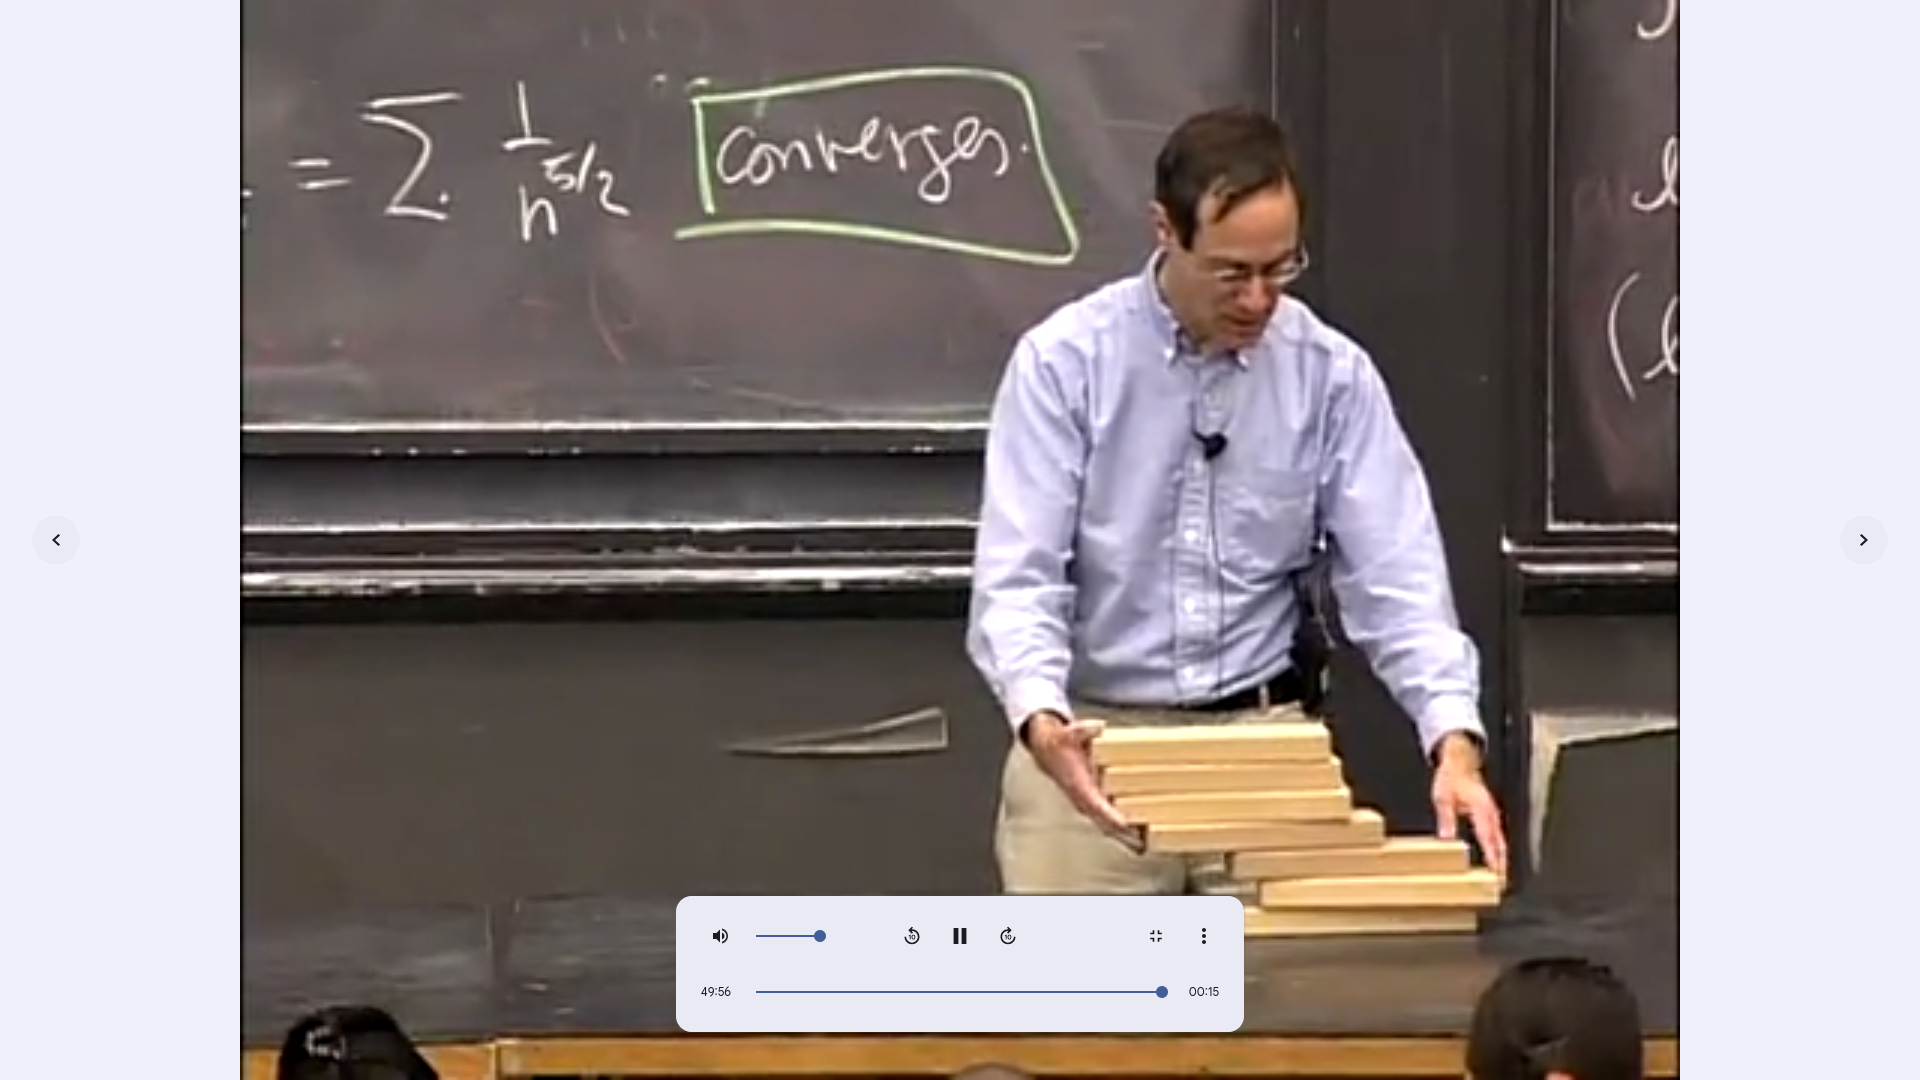 = Σ 1/n^5/2 converges.
l
(l
49:56
00:15